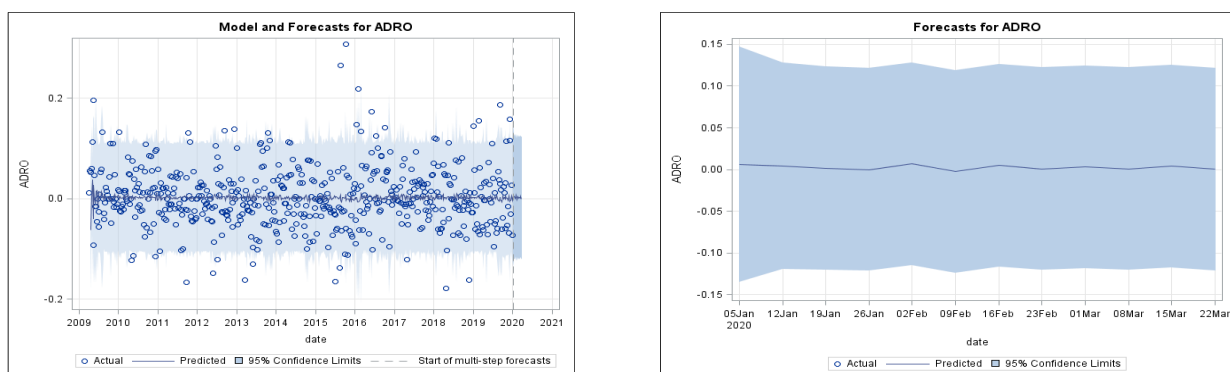 Model and Forecasts for ADRO
ADRO
0.2
0.0
-0.2
2009 2010 2011 2012 2013 2014 2015 2016 2017 2018 2019 2020 2021
date
Actual Predicted 95% Confidence Limits Start of multi-step forecasts
Forecasts for ADRO
ADRO
0.15
0.10
0.05
0.00
-0.05
-0.10
-0.15
05Jan 12Jan 19Jan 26Jan 02Feb 09Feb 16Feb 23Feb 01Mar 08Mar 15Mar 22Mar
2020
date
Actual Predicted 95% Confidence Limits